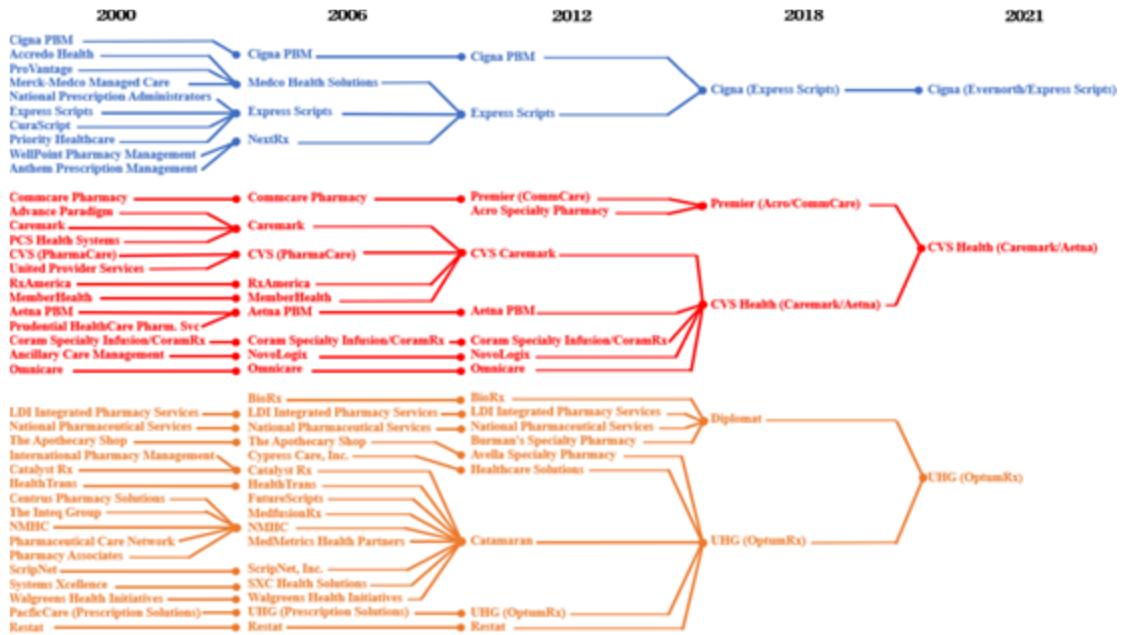 2000 2006 2012 2018 2021
Cigna PBM
Accredo Health
ProVantage
Merck-Medco Managed Care
National Prescription Administrators
Express Scripts
CuraScript
Priority Healthcare
WellPoint Pharmacy Management
Anthem Prescription Management
Cigna PBM
Medco Health Solutions
Express Scripts
NextRx
Cigna PBM
Express Scripts
Cigna (Express Scripts)
Cigna (Evernorth/Express Scripts)
Commcare Pharmacy
Advance Paradigm
Caremark
PCS Health Systems
CVS (PharmaCare)
United Provider Services
RxAmerica
MemberHealth
Aetna PBM
Prudential HealthCare Pharm. Svc
Coram Specialty Infusion/CoramRx
Ancillary Care Management
Omnicare
Commcare Pharmacy
Caremark
CVS (PharmaCare)
RxAmerica
MemberHealth
Aetna PBM
Coram Specialty Infusion/CoramRx
NovoLogix
Omnicare
Premier (CommCare)
Acro Specialty Pharmacy
CVS Caremark
Aetna PBM
Coram Specialty Infusion/CoramRx
NovoLogix
Omnicare
Premier (Acro/CommCare)
CVS Health (Caremark/Aetna)
CVS Health (Caremark/Aetna)
LDI Integrated Pharmacy Services
National Pharmaceutical Services
The Apothecary Shop
International Pharmacy Management
Catalyst Rx
HealthTrans
Centrus Pharmacy Solutions
The Inteq Group
NMHC
Pharmaceutical Care Network
Pharmacy Associates
ScripNet
Systems Xcellence
Walgreens Health Initiatives
PacficCare (Prescription Solutions)
Restat
BioRx
LDI Integrated Pharmacy Services
National Pharmaceutical Services
The Apothecary Shop
Cypress Care, Inc.
Catalyst Rx
HealthTrans
FutureScripts
MedfusionRx
NMHC
MedMetrics Health Partners
ScripNet, Inc.
SXC Health Solutions
Walgreens Health Initiatives
UHG (Prescription Solutions)
Restat
BioRx
LDI Integrated Pharmacy Services
National Pharmaceutical Services
Burman's Specialty Pharmacy
Avella Specialty Pharmacy
Healthcare Solutions
Catamaran
UHG (OptumRx)
Restat
Diplomat
UHG (OptumRx)
UHG (OptumRx)